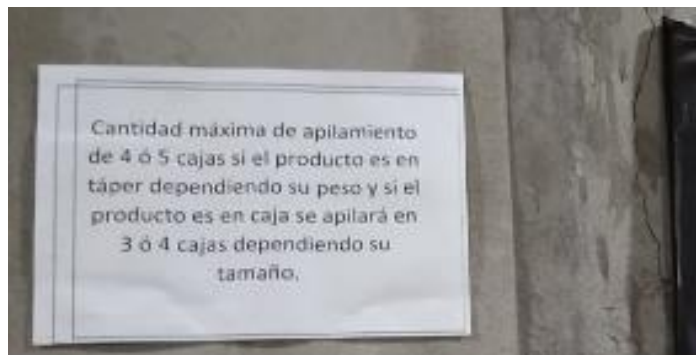 Cantidad máxima de apilamiento
de 4 ó 5 cajas si el producto es en
táper dependiendo su peso y si el
producto es en caja se apilará en
3 ó 4 cajas dependiendo su
tamaño.